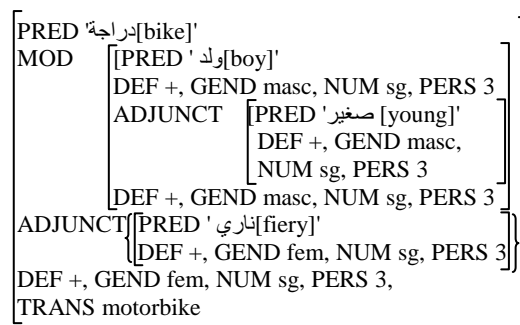 PRED 'دراجة[bike]'
MOD [PRED ' ولد[boy]'
DEF +, GEND masc, NUM sg, PERS 3
ADJUNCT [PRED 'صغير [young]'
DEF +, GEND masc,
NUM sg, PERS 3
DEF +, GEND masc, NUM sg, PERS 3
ADJUNCT{[PRED ' ناري[fiery]'
DEF +, GEND fem, NUM sg, PERS 3]}
DEF +, GEND fem, NUM sg, PERS 3,
TRANS motorbike